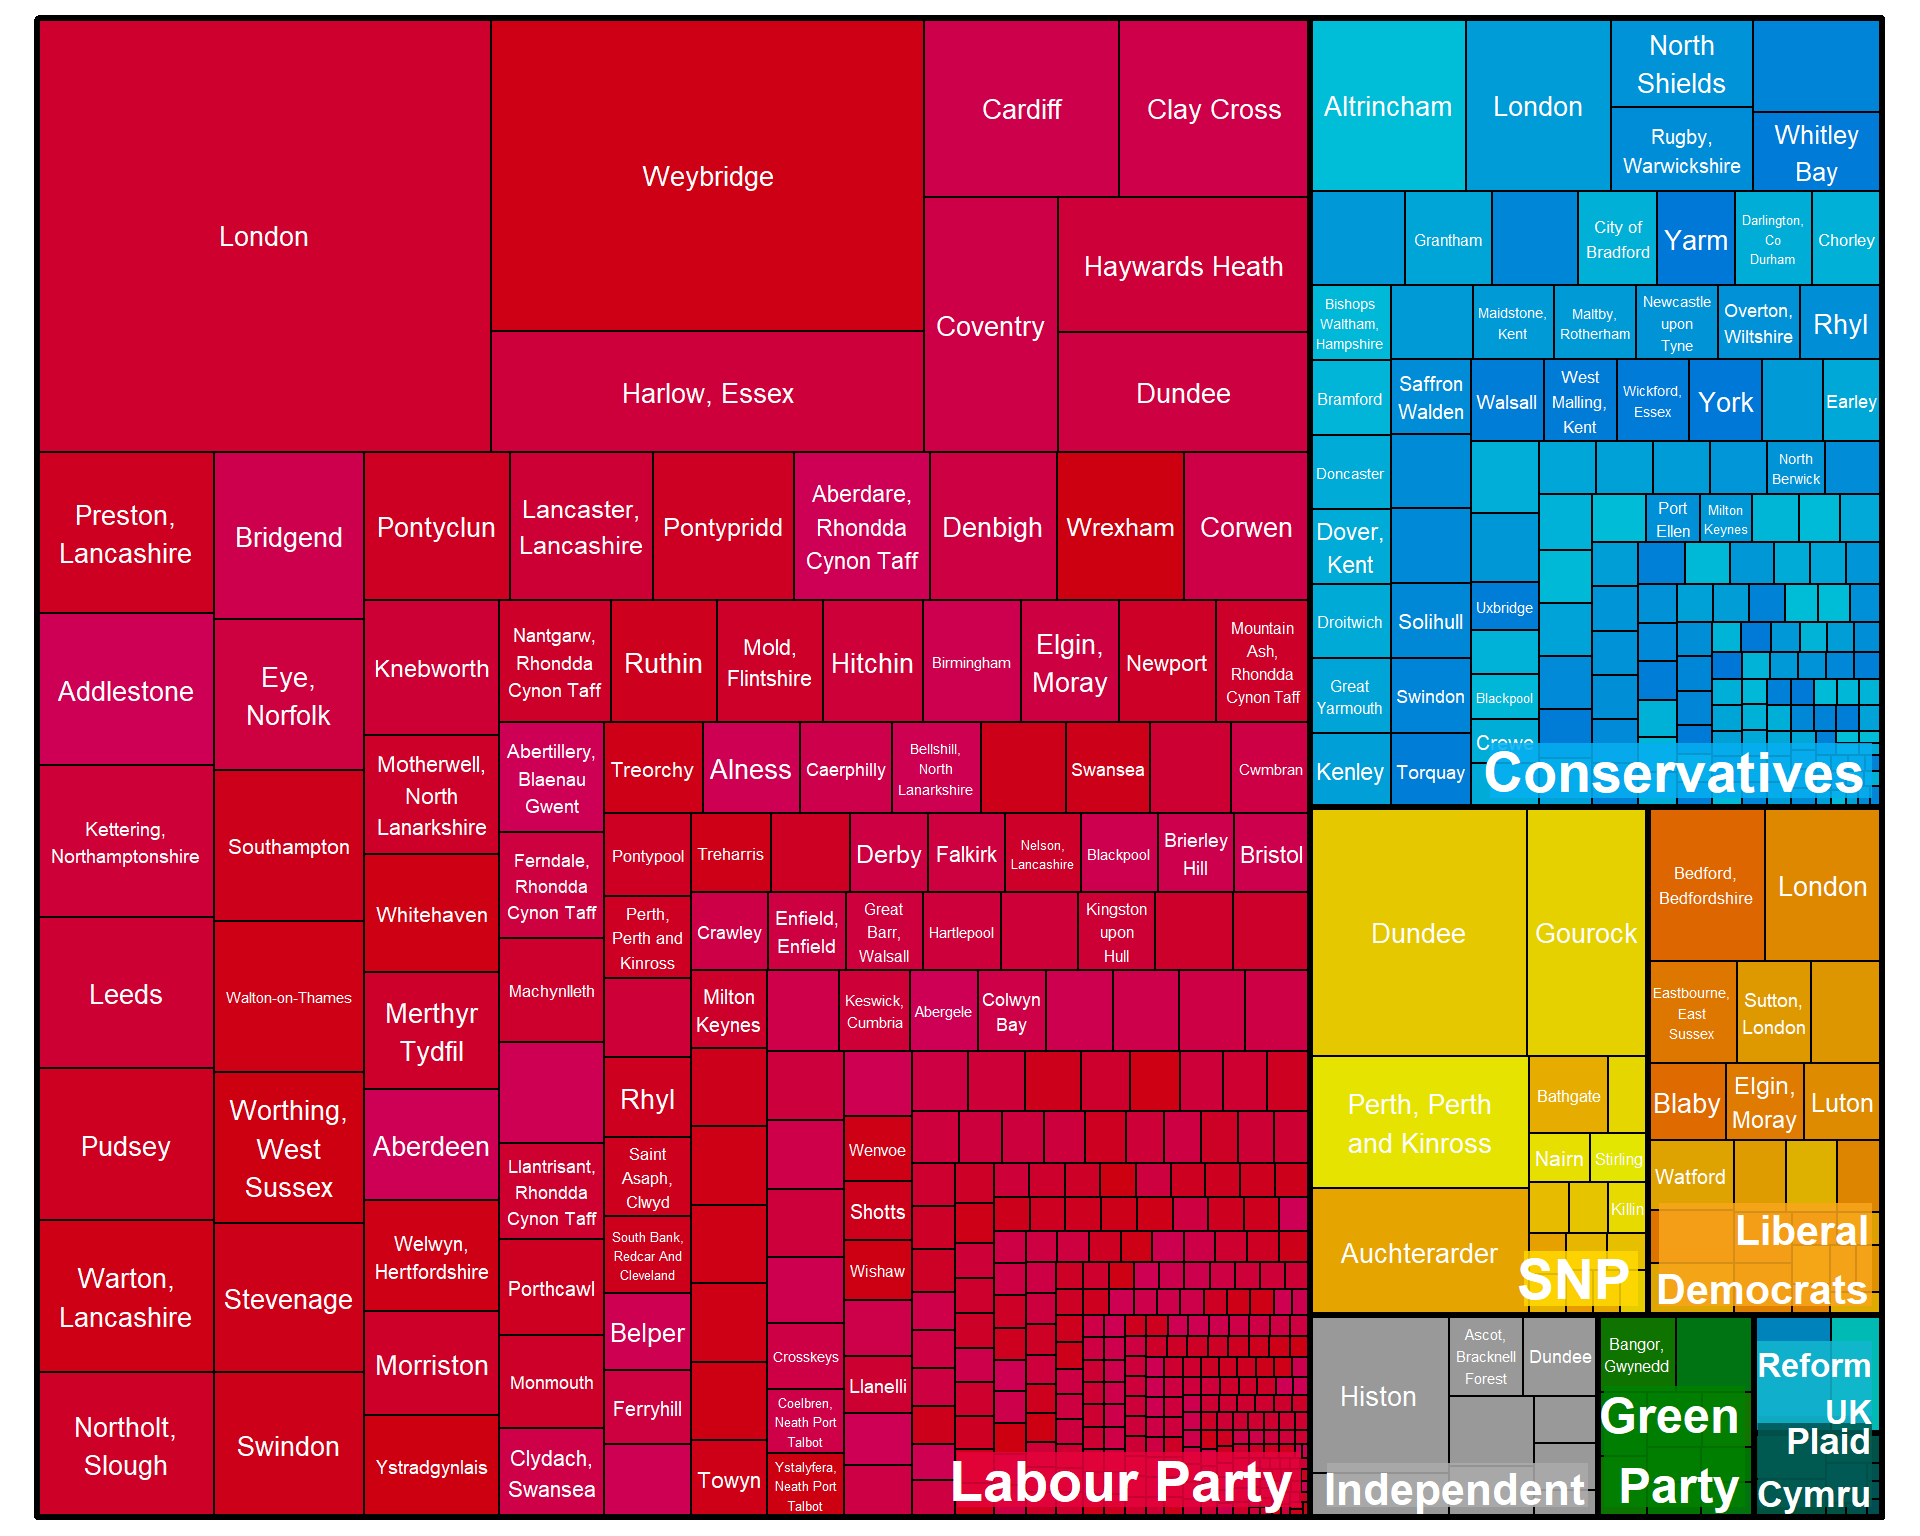 London
Weybridge
Harlow, Essex
Cardiff
Clay Cross
Coventry
Haywards Heath
Dundee
Preston,
Lancashire
Addlestone
Kettering,
Northamptonshire
Leeds
Pudsey
Warton,
Lancashire
Northolt,
Slough
Bridgend
Eye,
Norfolk
Southampton
Walton-on-Thames
Worthing,
West
Sussex
Stevenage
Swindon
Pontyclun
Lancaster,
Lancashire
Pontypridd
Aberdare,
Rhondda
Cynon Taff
Denbigh
Wrexham
Corwen
Knebworth
Motherwell,
North
Lanarkshire
Whitehaven
Merthyr
Tydfil
Aberdeen
Welwyn,
Hertfordshire
Morriston
Ystradgynlais
Nantgarw,
Rhondda
Cynon Taff
Ruthin
Mold,
Flintshire
Hitchin
Birmingham
Elgin,
Moray
Newport
Mountain
Ash,
Rhondda
Cynon Taff
Abertillery,
Blaenau
Gwent
Ferndale,
Rhondda
Cynon Taff
Machynlleth
Llantrisant,
Rhondda
Cynon Taff
Porthcawl
Monmouth
Clydach,
Swansea
Treorchy
Alness
Caerphilly
Bellshill,
North
Lanarkshire
Swansea
Cwmbran
Pontypool
Perth,
Perth and
Kinross
Rhyl
Saint
Asaph,
Clwyd
South Bank,
Redcar And
Cleveland
Belper
Ferryhill
Treharris
Derby
Falkirk
Nelson,
Lancashire
Blackpool
Brierley
Hill
Bristol
Crawley
Enfield,
Enfield
Great
Barr,
Walsall
Hartlepool
Kingston
upon
Hull
Milton
Keynes
Keswick,
Cumbria
Abergele
Colwyn
Bay
Towyn
Crosskeys
Coelbren,
Neath Port
Talbot
Ystalyfera,
Neath Port
Talbot
Wenvoe
Shotts
Wishaw
Llanelli
Labour Party
Altrincham
London
North
Shields
Rugby,
Warwickshire
Whitley
Bay
Grantham
City of
Bradford
Yarm
Darlington,
Co
Durham
Chorley
Bishops
Waltham,
Hampshire
Maidstone,
Kent
Maltby,
Rotherham
Newcastle
upon
Tyne
Overton,
Wiltshire
Rhyl
Bramford
Saffron
Walden
Walsall
West
Malling,
Kent
Wickford,
Essex
York
Earley
Doncaster
North
Berwick
Dover,
Kent
Port
Ellen
Milton
Keynes
Droitwich
Solihull
Uxbridge
Great
Yarmouth
Swindon
Blackpool
Kenley
Torquay
Crewe
Conservatives
Dundee
Gourock
Perth, Perth
and Kinross
Auchterarder
Bathgate
Nairn
Stirling
Killin
SNP
Bedford,
Bedfordshire
London
Eastbourne,
East
Sussex
Sutton,
London
Blaby
Elgin,
Moray
Luton
Watford
Liberal
Democrats
Histon
Ascot,
Bracknell
Forest
Dundee
Independent
Bangor,
Gwynedd
Green
Party
Reform
UK
Plaid
Cymru